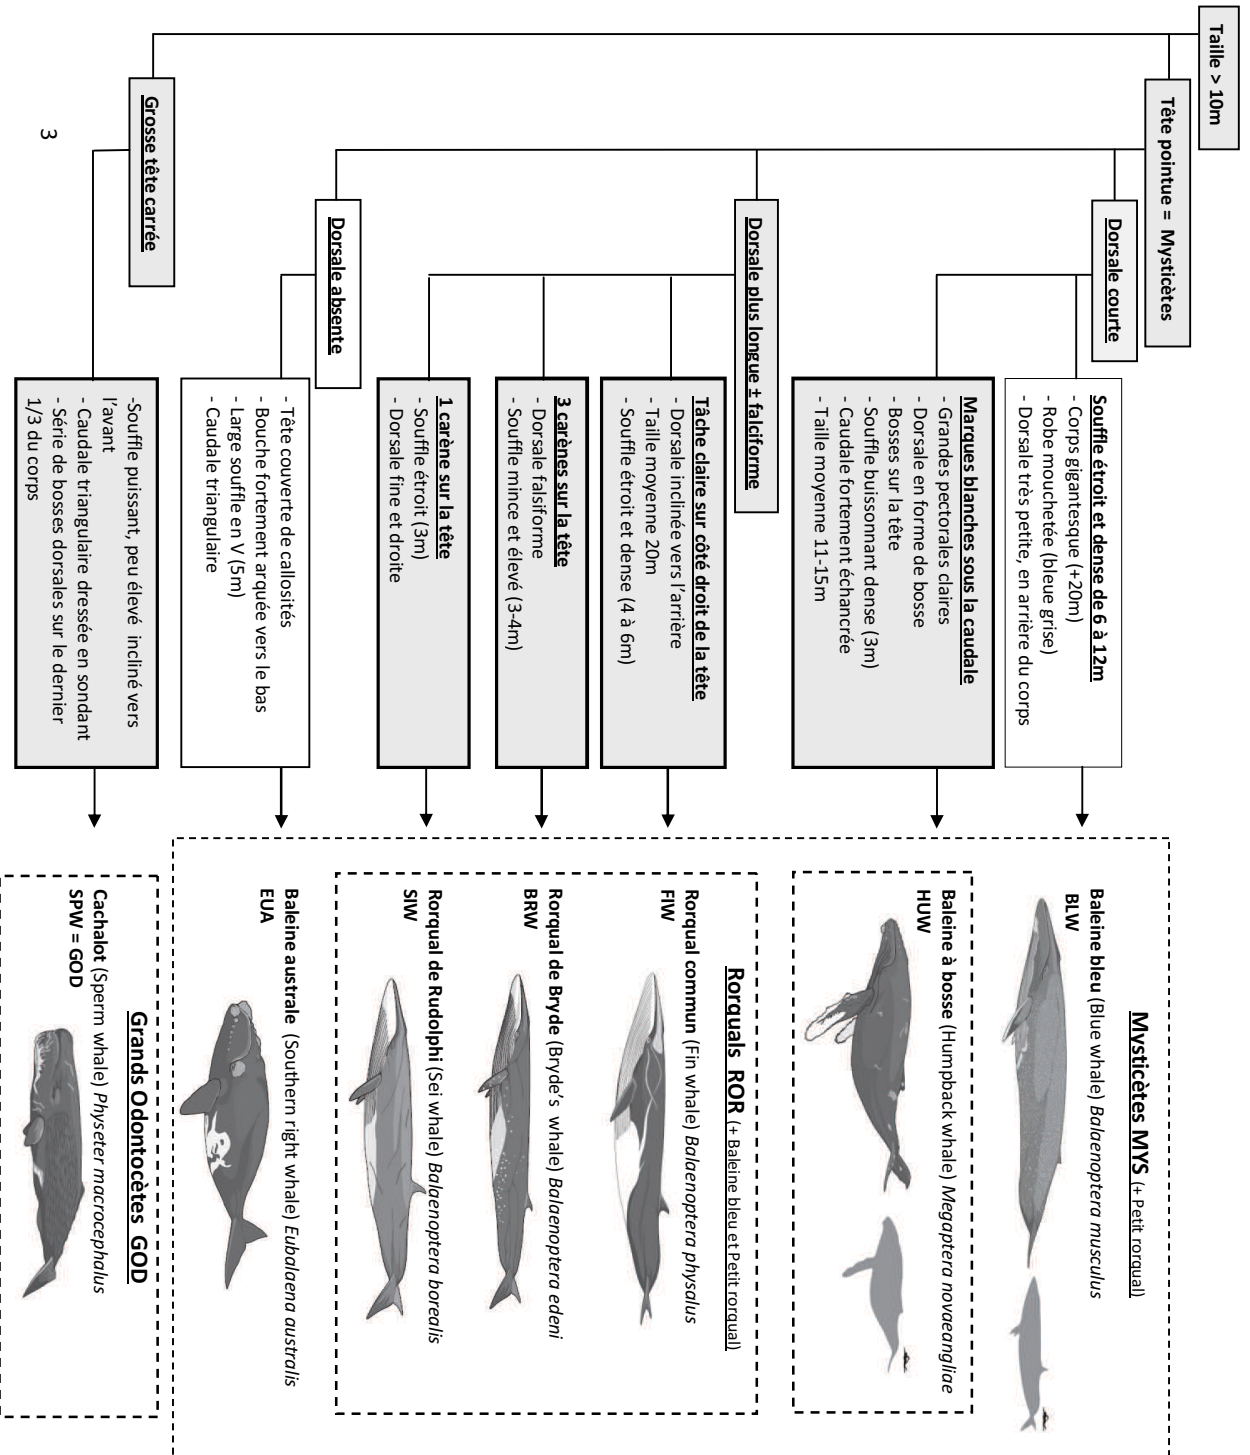 Taille > 10m
Tête pointue = Mysticètes
Dorsale courte
Souffle étroit et dense de 6 à 12m
- Corps gigantesque (+20m)
- Robe mouchetée (bleue grise)
- Dorsale très petite, en arrière du corps
Marques blanches sous la caudale
- Grandes pectorales claires
- Dorsale en forme de bosse
- Bosses sur la tête
- Souffle buissonnant dense (3m)
- Caudale fortement échancrée
- Taille moyenne 11-15m
Dorsale plus longue ± falciforme
Tâche claire sur côté droit de la tête
- Dorsale inclinée vers l'arrière
- Taille moyenne 20m
- Souffle étroit et dense (4 à 6m)
3 carènes sur la tête
- Dorsale falsiforme
- Souffle mince et élevé (3-4m)
1 carène sur la tête
- Souffle étroit (3m)
- Dorsale fine et droite
Dorsale absente
- Tête couverte de callosités
- Bouche fortement arquée vers le bas
- Large souffle en V (5m)
- Caudale triangulaire
Grosse tête carrée
-Souffle puissant, peu élevé incliné vers
l'avant
- Caudale triangulaire dressée en sondant
- Série de bosses dorsales sur le dernier
1/3 du corps
Mysticètes MYS (+ Petit rorqual)
Baleine bleu (Blue whale) Balaenoptera musculus
BLW
Baleine à bosse (Humpback whale) Megaptera novaeangliae
HUW
Rorquals ROR (+ Baleine bleu et Petit rorqual)
Rorqual commun (Fin whale) Balaenoptera physalus
FIW
Rorqual de Bryde (Bryde's whale) Balaenoptera edeni
BRW
Rorqual de Rudolphi (Sei whale) Balaenoptera borealis
SIW
Baleine australe (Southern right whale) Eubalaena australis
EUA
Grands Odontocètes GOD
Cachalot (Sperm whale) Physeter macrocephalus
SPW = GOD
3